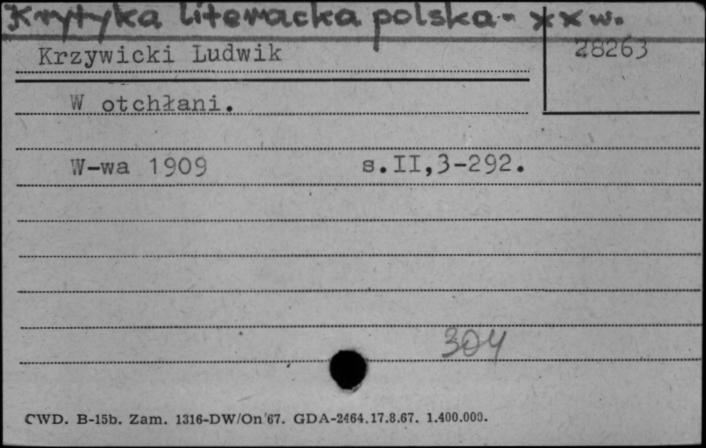 Krytyka literacka polska - XX w.
Krzywicki Ludwik
28263
W otchłani.
W-wa 1909 s.II,3-292.
304
CWD. B-15b. Zam. 1316-DW/On'67. GDA-2464.17.8.67. 1.400.000.